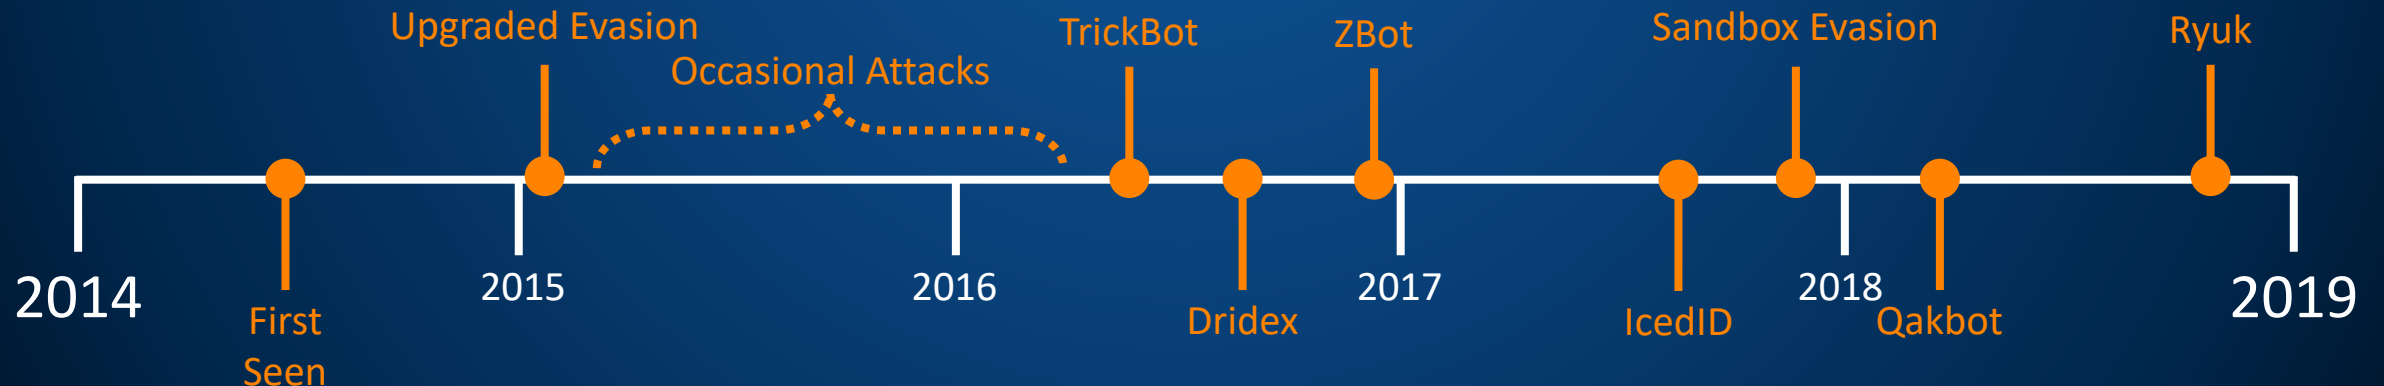 Upgraded Evasion
Occasional Attacks
TrickBot
ZBot
Sandbox Evasion
Ryuk
2014
2015
2016
2017
2018
2019
First
Seen
Dridex
IcedID
Qakbot